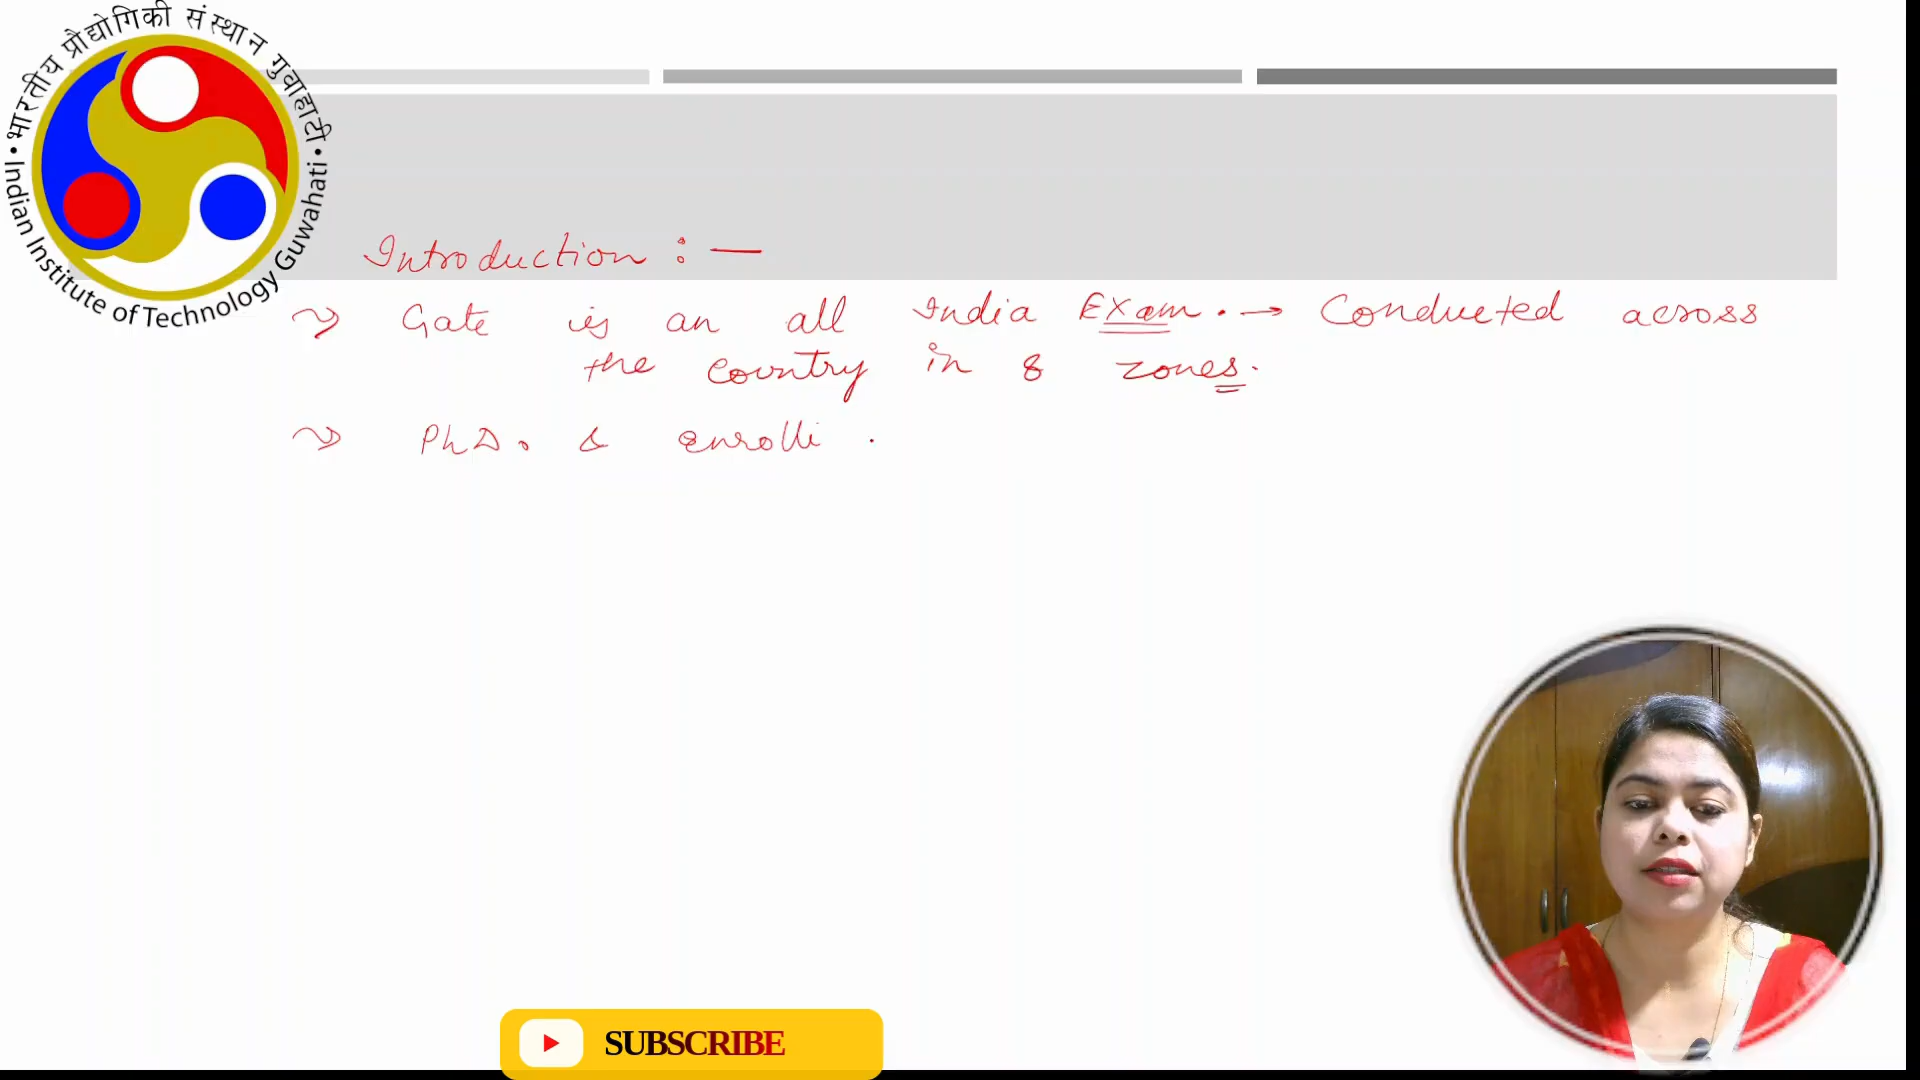 भारतीय प्रौद्योगिकी संस्थान गुवाहाटी
Indian Institute of Technology Guwahati
Introduction : —
Gate is an all India Exam. → Conducted across
the country in 8 zones.
PhD. & enrolli
SUBSCRIBE